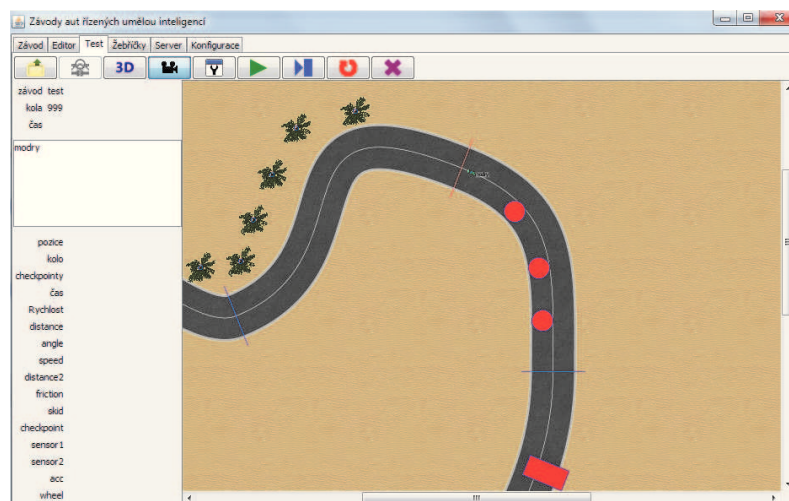 Závody aut řízených umělou inteligencí
Závod Editor Test Žebříčky Server Konfigurace
3D
závod test
kola 999
čas
modry
pozice
kolo
checkpointy
čas
Rychlost
distance
angle
speed
distance2
friction
skid
checkpoint
sensor1
sensor2
acc
wheel